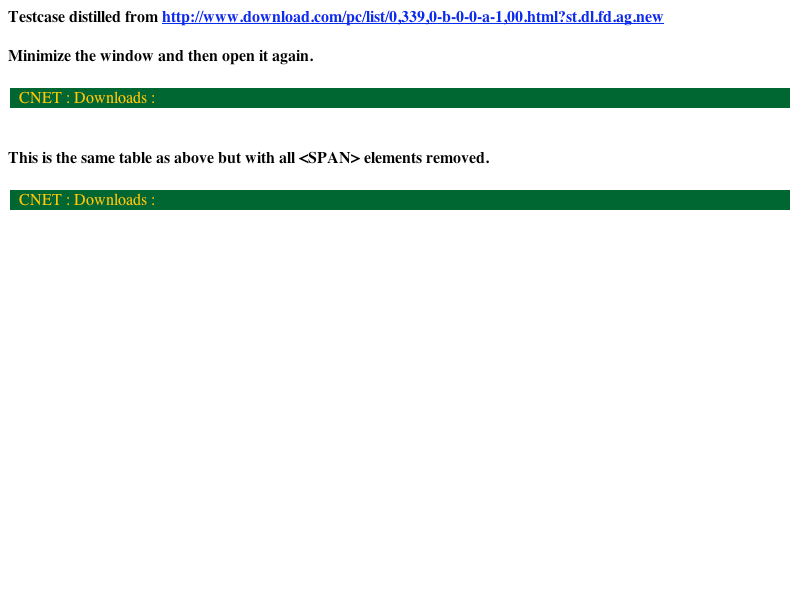 Testcase distilled from http://www.download.com/pc/list/0,339,0-b-0-0-a-1,00.html?st.dl.fd.ag.new
Minimize the window and then open it again.
CNET : Downloads :
This is the same table as above but with all <SPAN> elements removed.
CNET : Downloads :